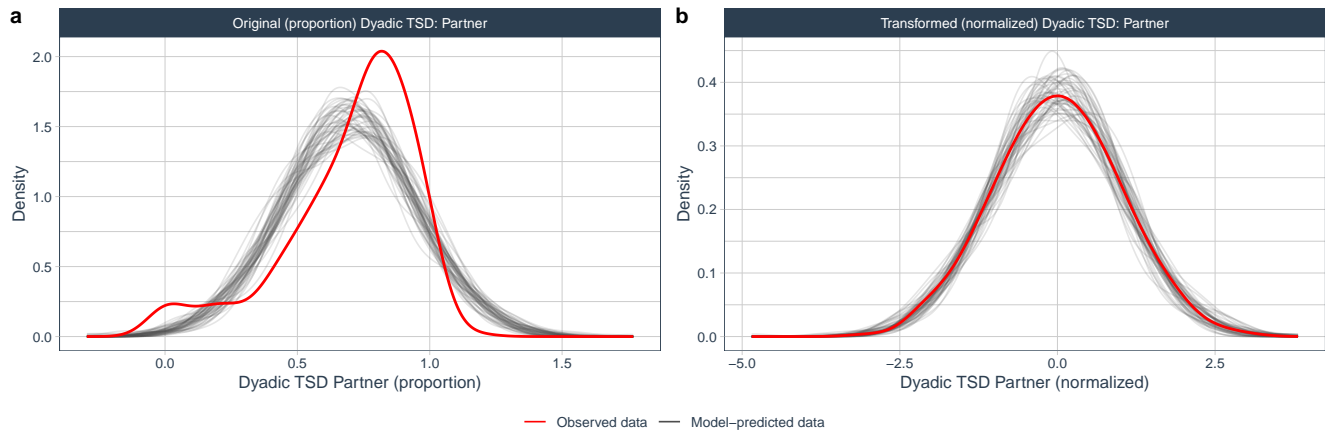 a
Original (proportion) Dyadic TSD: Partner
Density
2.0
1.5
1.0
0.5
0.0
0.0 0.5 1.0 1.5
Dyadic TSD Partner (proportion)
b
Transformed (normalized) Dyadic TSD: Partner
Density
0.4
0.3
0.2
0.1
0.0
−5.0 −2.5 0.0 2.5
Dyadic TSD Partner (normalized)
Observed data Model−predicted data